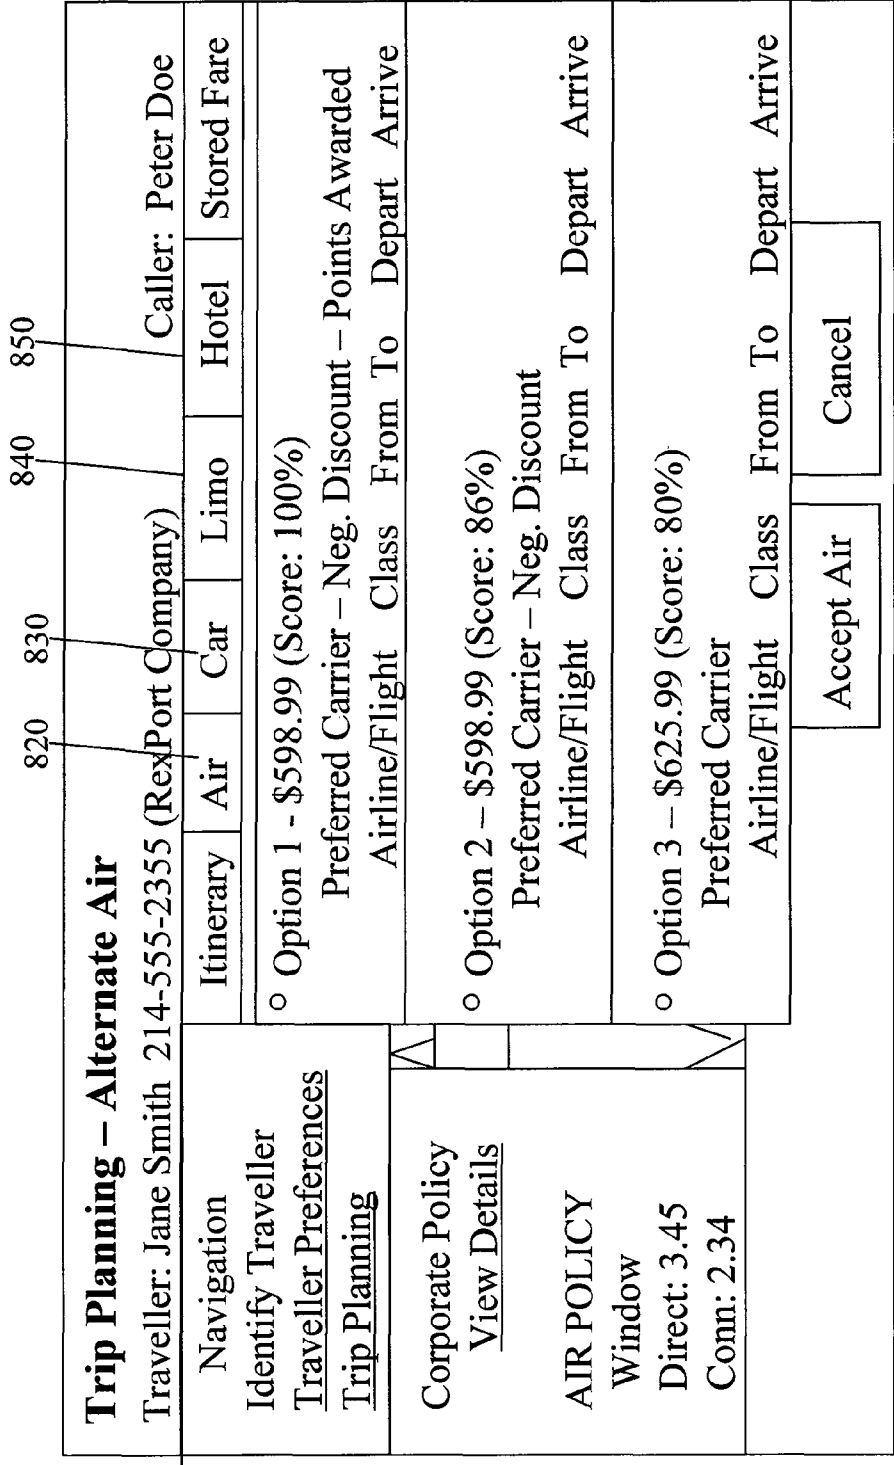 820 830 840 850
Trip Planning – Alternate Air
Traveller: Jane Smith 214-555-2355 (RexPort Company) Caller: Peter Doe
Itinerary Air Car Limo Hotel Stored Fare
Navigation
Identify Traveller
Traveller Preferences
Trip Planning
Corporate Policy
View Details
AIR POLICY
Window
Direct: 3.45
Conn: 2.34
Option 1 - $598.99 (Score: 100%)
Preferred Carrier – Neg. Discount – Points Awarded
Airline/Flight Class From To Depart Arrive
Option 2 – $598.99 (Score: 86%)
Preferred Carrier – Neg. Discount
Airline/Flight Class From To Depart Arrive
Option 3 – $625.99 (Score: 80%)
Preferred Carrier
Airline/Flight Class From To Depart Arrive
Accept Air Cancel